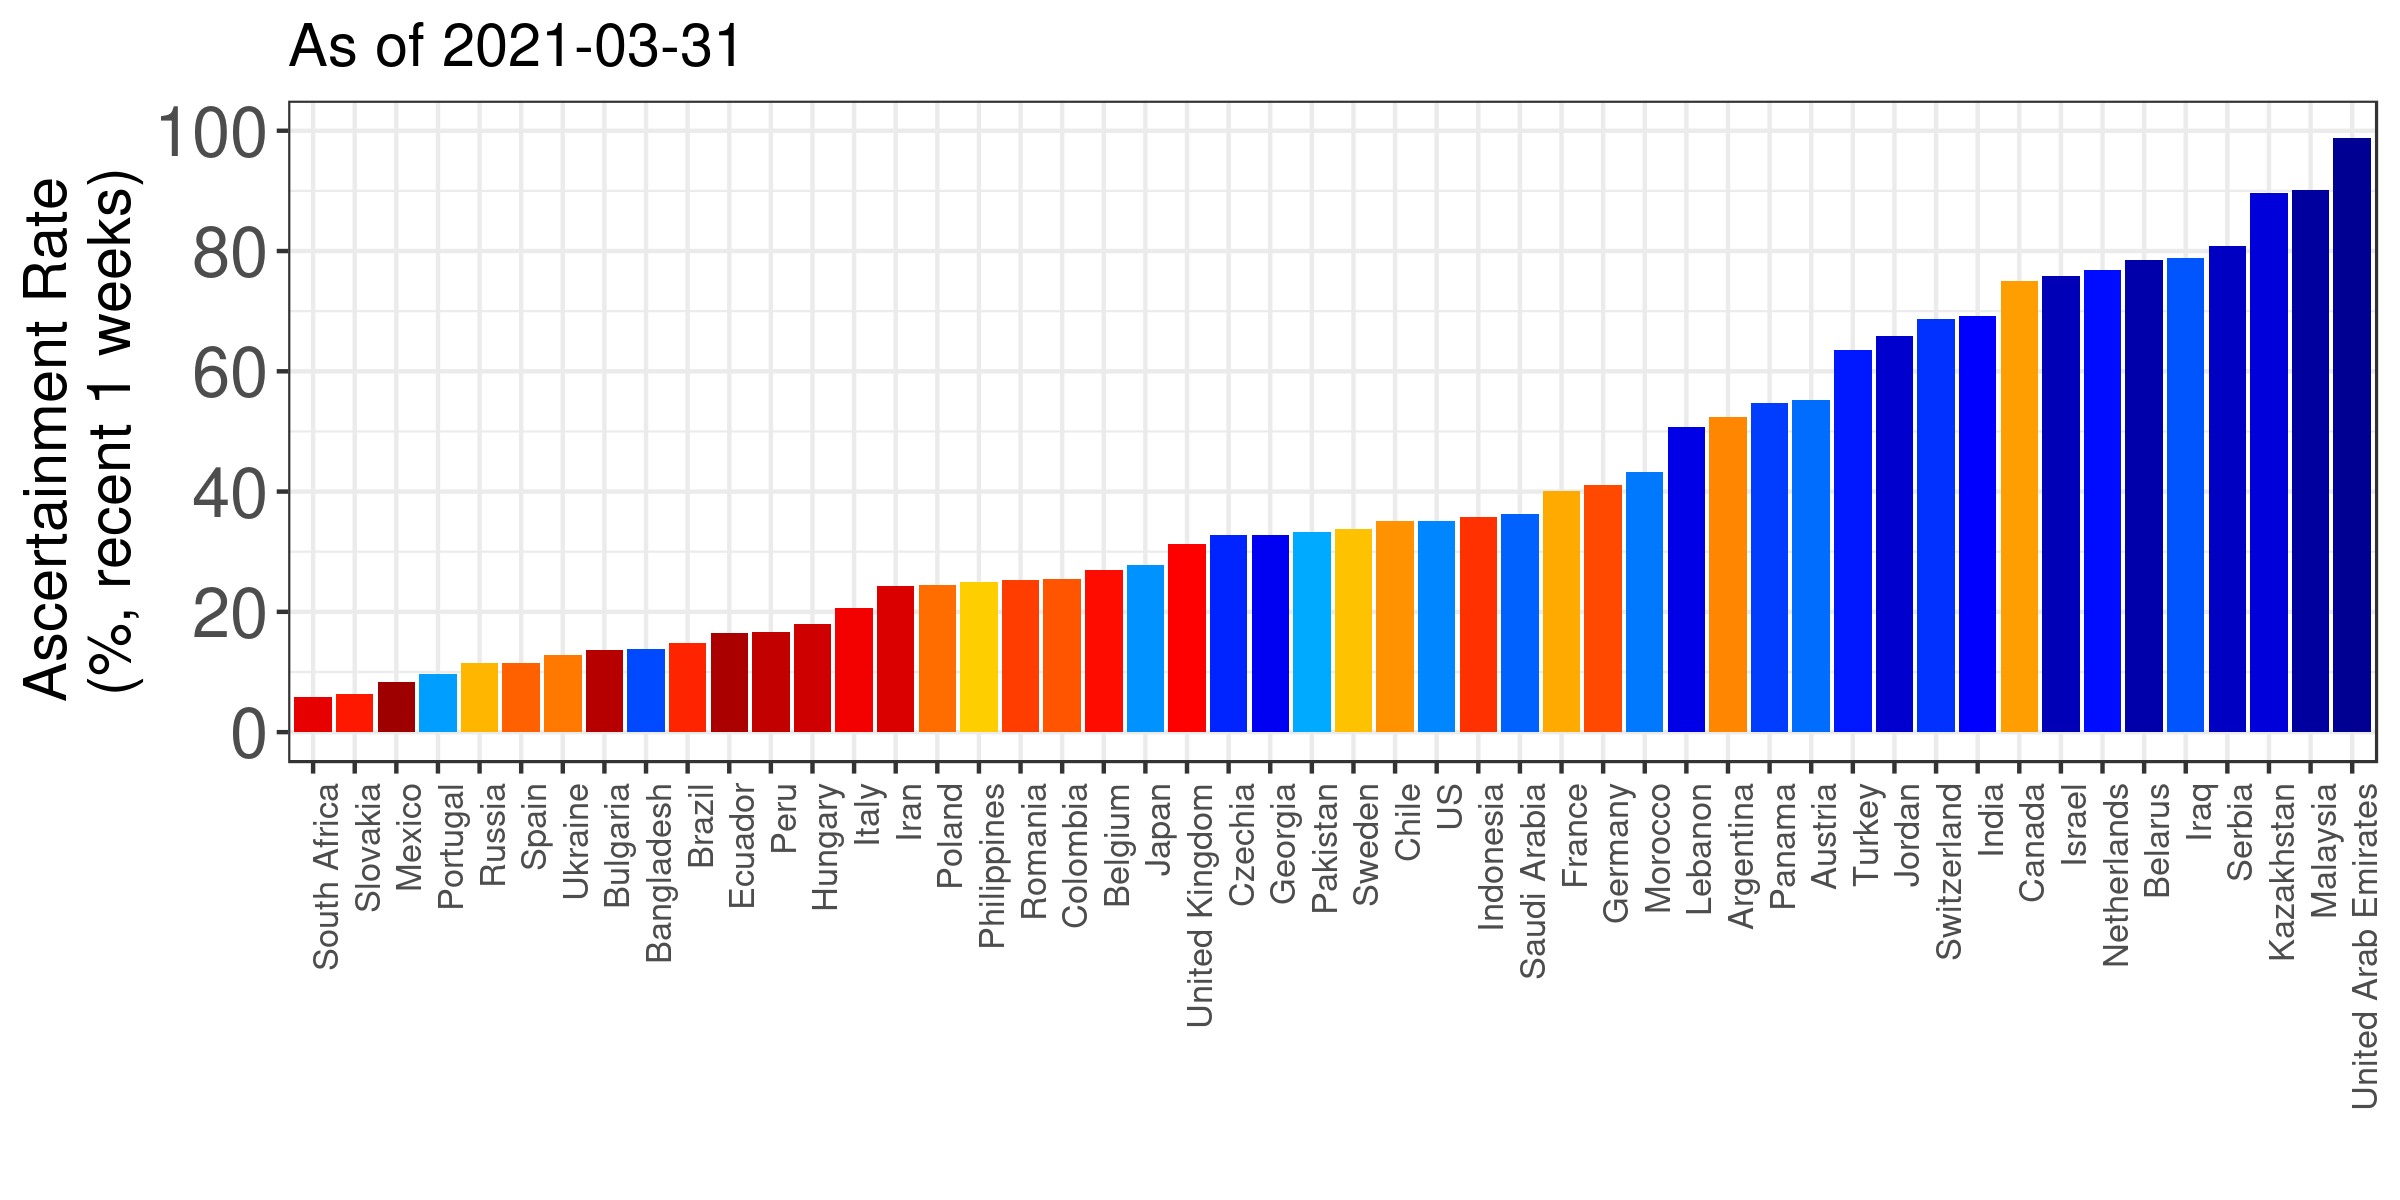 As of 2021-03-31
Ascertainment Rate
(%, recent 1 weeks)
100
80
60
40
20
0
South Africa
Slovakia
Mexico
Portugal
Russia
Spain
Ukraine
Bulgaria
Bangladesh
Brazil
Ecuador
Peru
Hungary
Italy
Iran
Poland
Philippines
Romania
Colombia
Belgium
Japan
United Kingdom
Czechia
Georgia
Pakistan
Sweden
Chile
US
Indonesia
Saudi Arabia
France
Germany
Morocco
Lebanon
Argentina
Panama
Austria
Turkey
Jordan
Switzerland
India
Canada
Israel
Netherlands
Belarus
Iraq
Serbia
Kazakhstan
Malaysia
United Arab Emirates